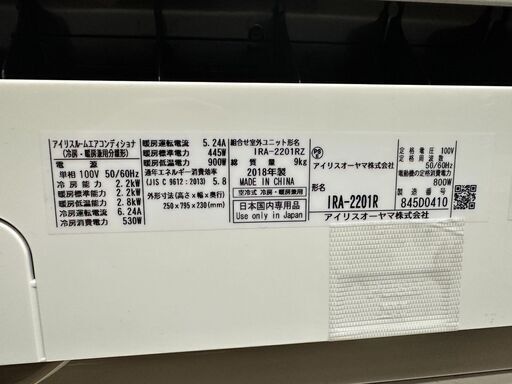 アイリスルームエアコンディショナ
(冷房・暖房兼用分離形)
電源
単相100V 50/60Hz
冷房能力 2.2kW
暖房標準能力 2.2kW
暖房低温能力 2.8kW
冷房運転電流 6.24A
冷房消費電力 530W
暖房運転電流 5.24A
暖房標準電力 445W
暖房低温電力 900W
通年エネルギー消費効率
(JIS C 9612:2013) 5.8
外形寸法(高さ×幅×奥行)
250×795×230(mm)
組合せ室外ユニット形名
IRA-2201RZ
総質量 9kg
2018年製
MADE IN CHINA
空冷式 冷房・暖房兼用
日本国内専用品
Use only in Japan
PSE
アイリスオーヤマ株式会社
形名
IRA-2201R
アイリスオーヤマ株式会社
定格電圧 100V
定格周波数
50/60Hz
電動機の定格消費電力
800W
製造番号
845D0410